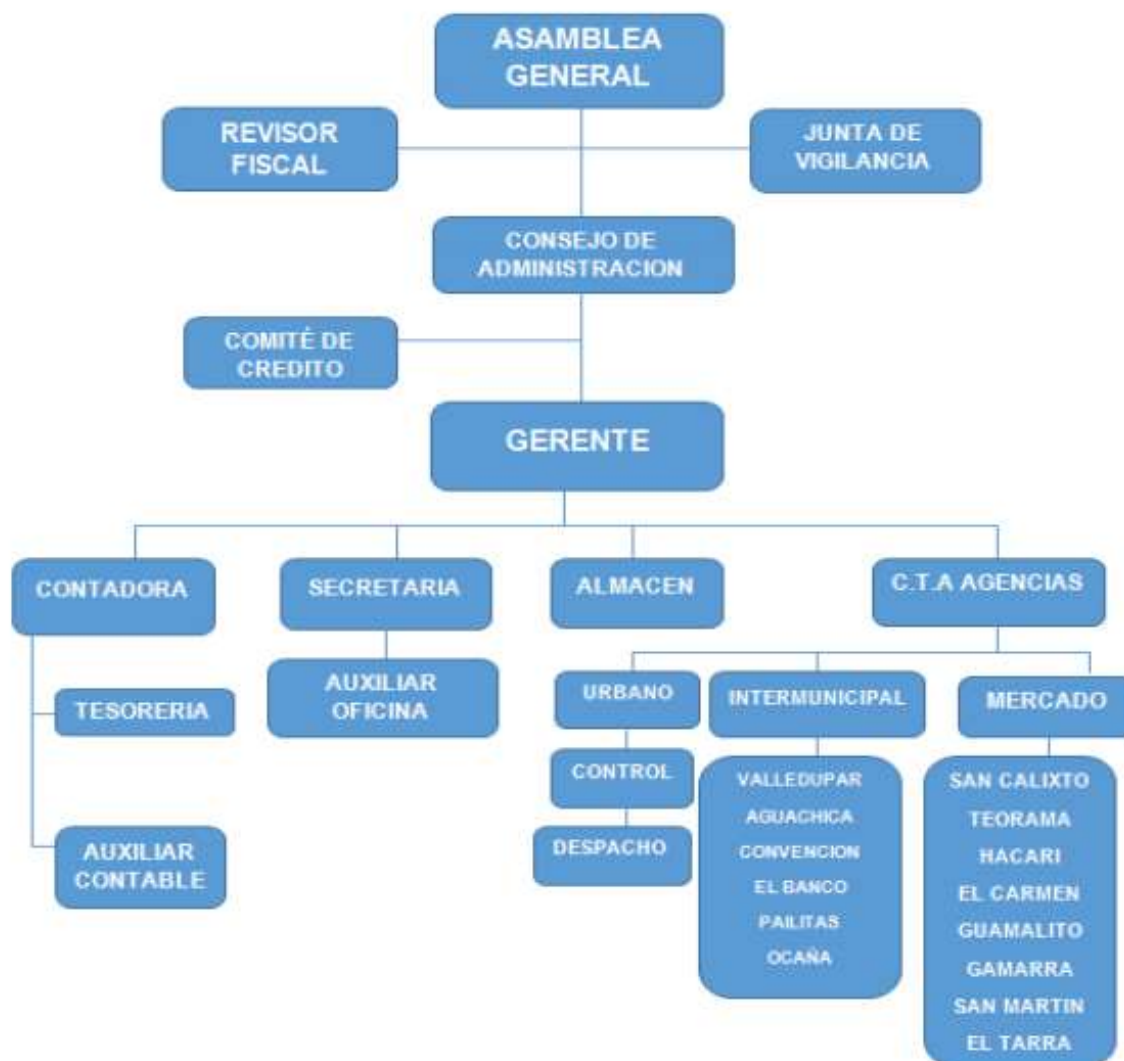 ASAMBLEA
GENERAL
REVISOR
FISCAL
JUNTA DE
VIGILANCIA
CONSEJO DE
ADMINISTRACION
COMITÉ DE
CREDITO
GERENTE
CONTADORA
SECRETARIA
ALMACEN
C.T.A AGENCIAS
TESORERIA
AUXILIAR
CONTABLE
AUXILIAR
OFICINA
URBANO
CONTROL
DESPACHO
INTERMUNICIPAL
VALLEDUPAR
AGUACHICA
CONVENCION
EL BANCO
PAILITAS
OCAÑA
MERCADO
SAN CALIXTO
TEORAMA
HACARI
EL CARMEN
GUAMALITO
GAMARRA
SAN MARTIN
EL TARRA